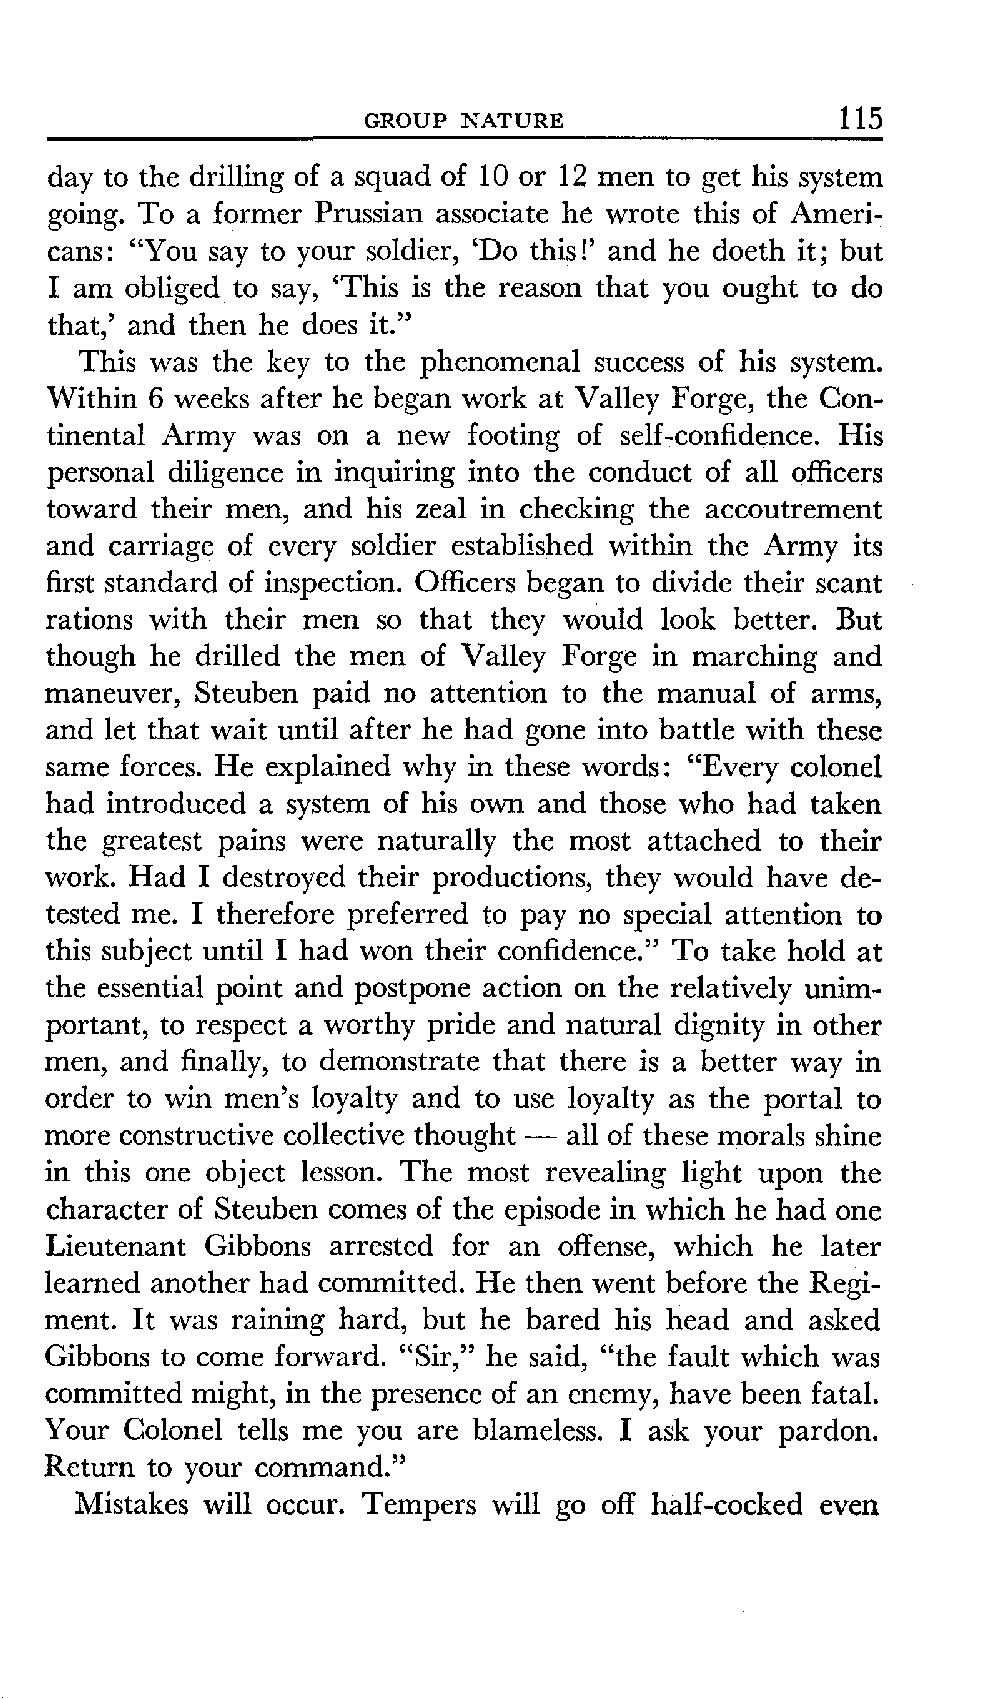 GROUP NATURE 115
day to the drilling of a squad of 10 or 12 men to get his system
going. To a former Prussian associate he wrote this of Ameri-
cans: “You say to your soldier, ‘Do this!’ and he doeth it; but
I am obliged to say, ‘This is the reason that you ought to do
that,’ and then he does it.”
This was the key to the phenomenal success of his system.
Within 6 weeks after he began work at Valley Forge, the Con-
tinental Army was on a new footing of self-confidence. His
personal diligence in inquiring into the conduct of all officers
toward their men, and his zeal in checking the accoutrement
and carriage of every soldier established within the Army its
first standard of inspection. Officers began to divide their scant
rations with their men so that they would look better. But
though he drilled the men of Valley Forge in marching and
maneuver, Steuben paid no attention to the manual of arms,
and let that wait until after he had gone into battle with these
same forces. He explained why in these words: “Every colonel
had introduced a system of his own and those who had taken
the greatest pains were naturally the most attached to their
work. Had I destroyed their productions, they would have de-
tested me. I therefore preferred to pay no special attention to
this subject until I had won their confidence.” To take hold at
the essential point and postpone action on the relatively unim-
portant, to respect a worthy pride and natural dignity in other
men, and finally, to demonstrate that there is a better way in
order to win men’s loyalty and to use loyalty as the portal to
more constructive collective thought — all of these morals shine
in this one object lesson. The most revealing light upon the
character of Steuben comes of the episode in which he had one
Lieutenant Gibbons arrested for an offense, which he later
learned another had committed. He then went before the Regi-
ment. It was raining hard, but he bared his head and asked
Gibbons to come forward. “Sir,” he said, “the fault which was
committed might, in the presence of an enemy, have been fatal.
Your Colonel tells me you are blameless. I ask your pardon.
Return to your command.”
Mistakes will occur. Tempers will go off half-cocked even